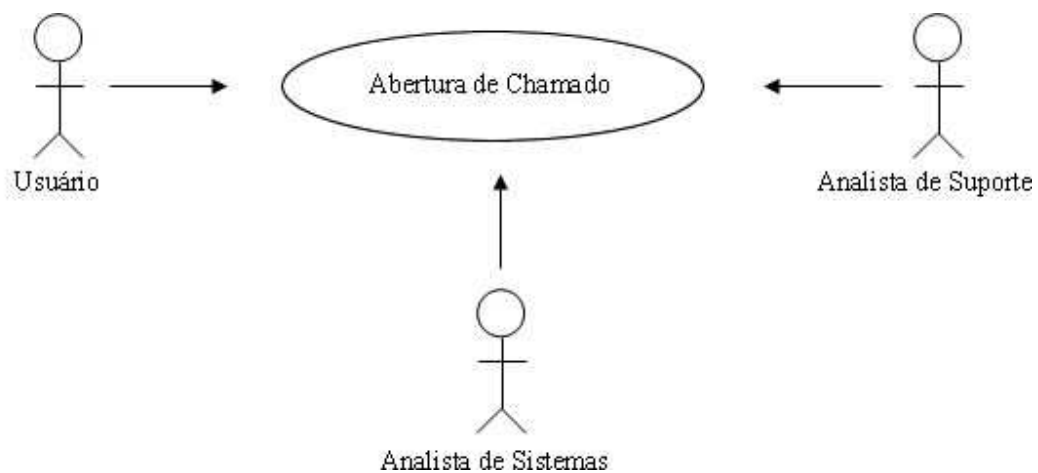 Abertura de Chamado
Usuário
Analista de Suporte
Analista de Sistemas